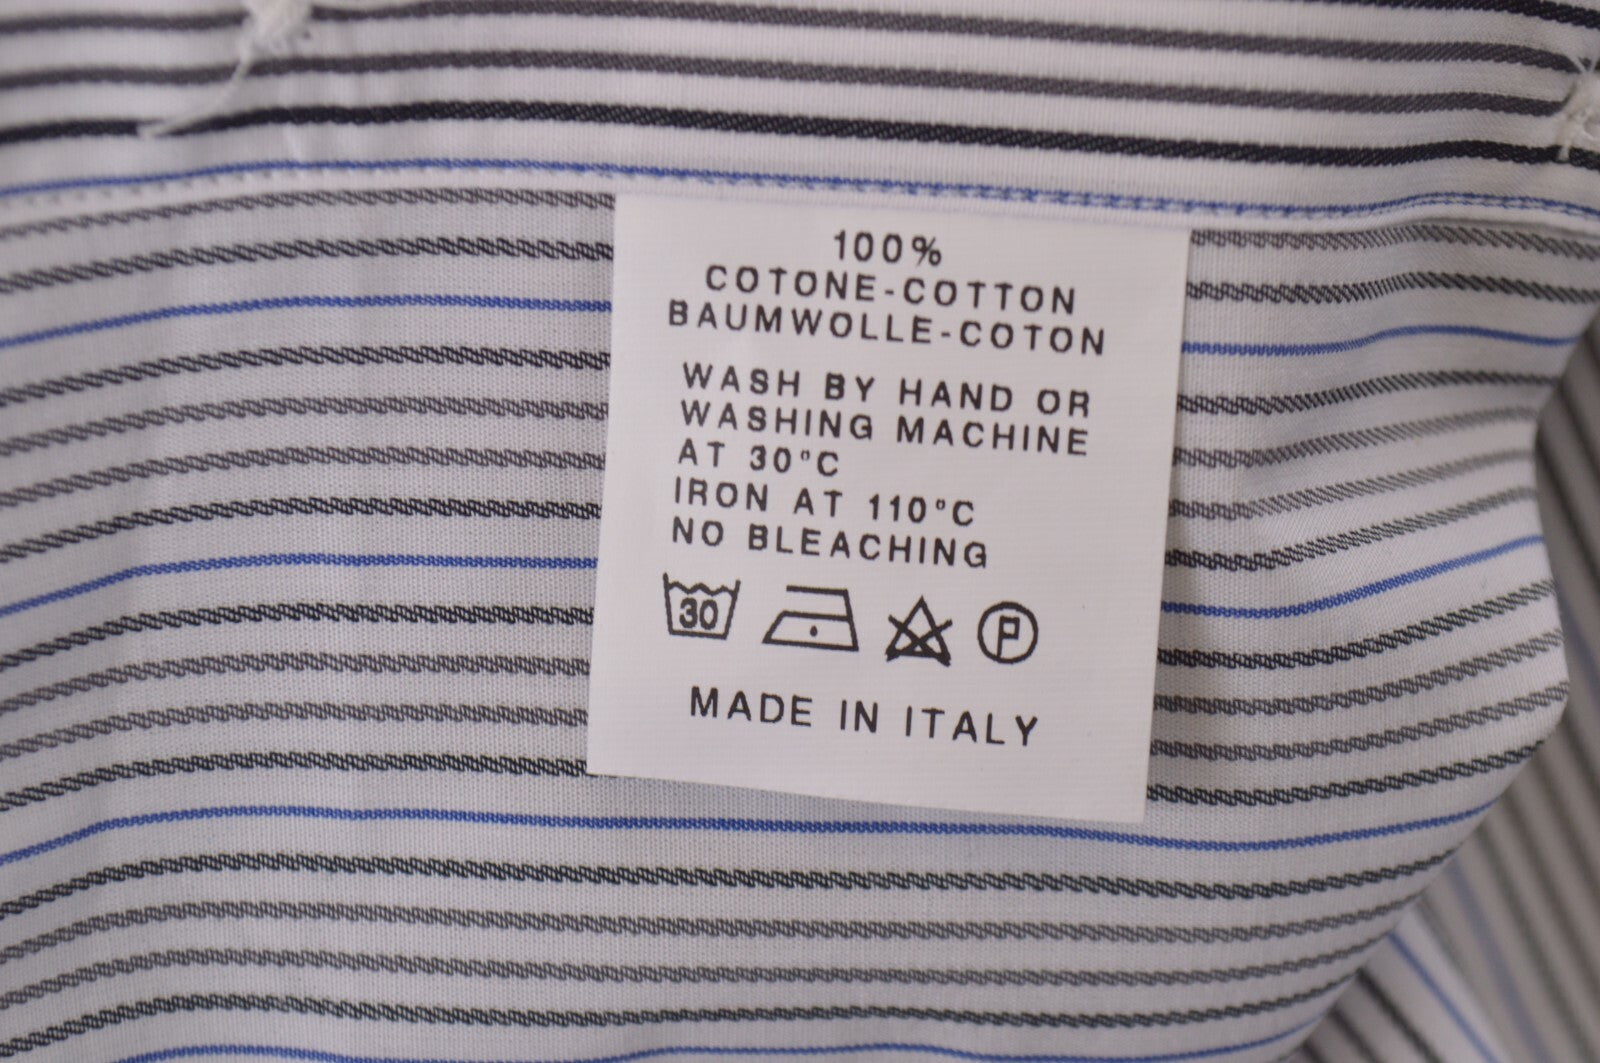 100%
COTONE-COTTON
BAUMWOLLE-COTON
WASH BY HAND OR
WASHING MACHINE
AT 30°C
IRON AT 110°C
NO BLEACHING
30 P
MADE IN ITALY